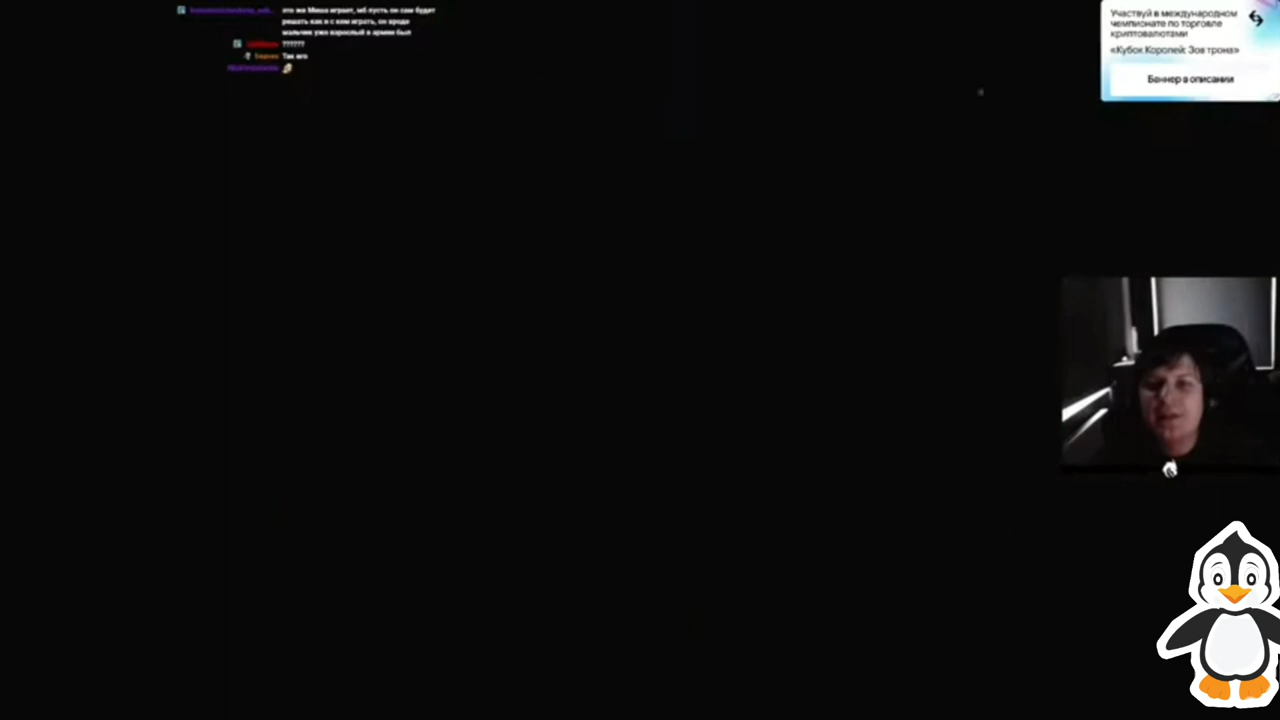 это же Миша играет, мб пусть он сам будет
решать как и с кем играть, он вроде
мальчик уже взрослый в армии был
??????
Так его
Участвуй в международном
чемпионате по торговле
криптовалютами
«Кубок Королей: Зов трона»
Баннер в описании